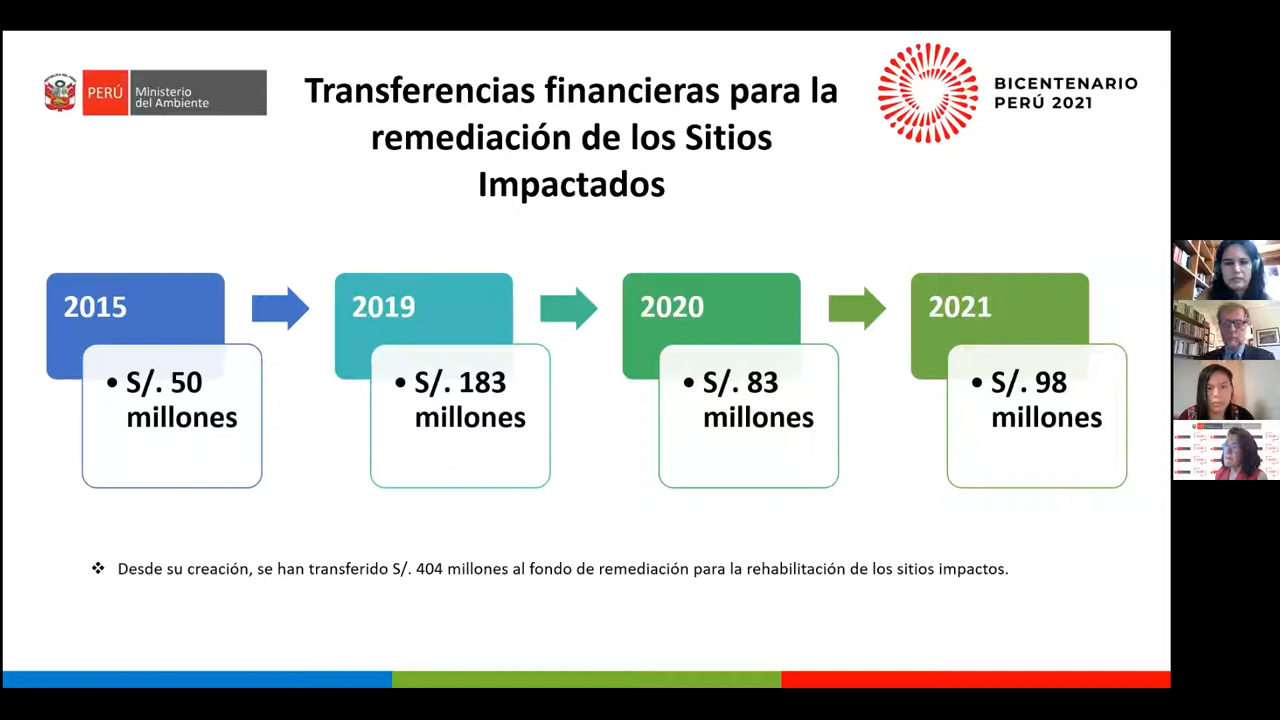 PERÚ
Ministerio
del Ambiente
Transferencias financieras para la
remediación de los Sitios
Impactados
BICENTENARIO
PERÚ 2021
2015
• S/. 50
millones
2019
• S/. 183
millones
2020
• S/. 83
millones
2021
• S/. 98
millones
❖ Desde su creación, se han transferido S/. 404 millones al fondo de remediación para la rehabilitación de los sitios impactos.